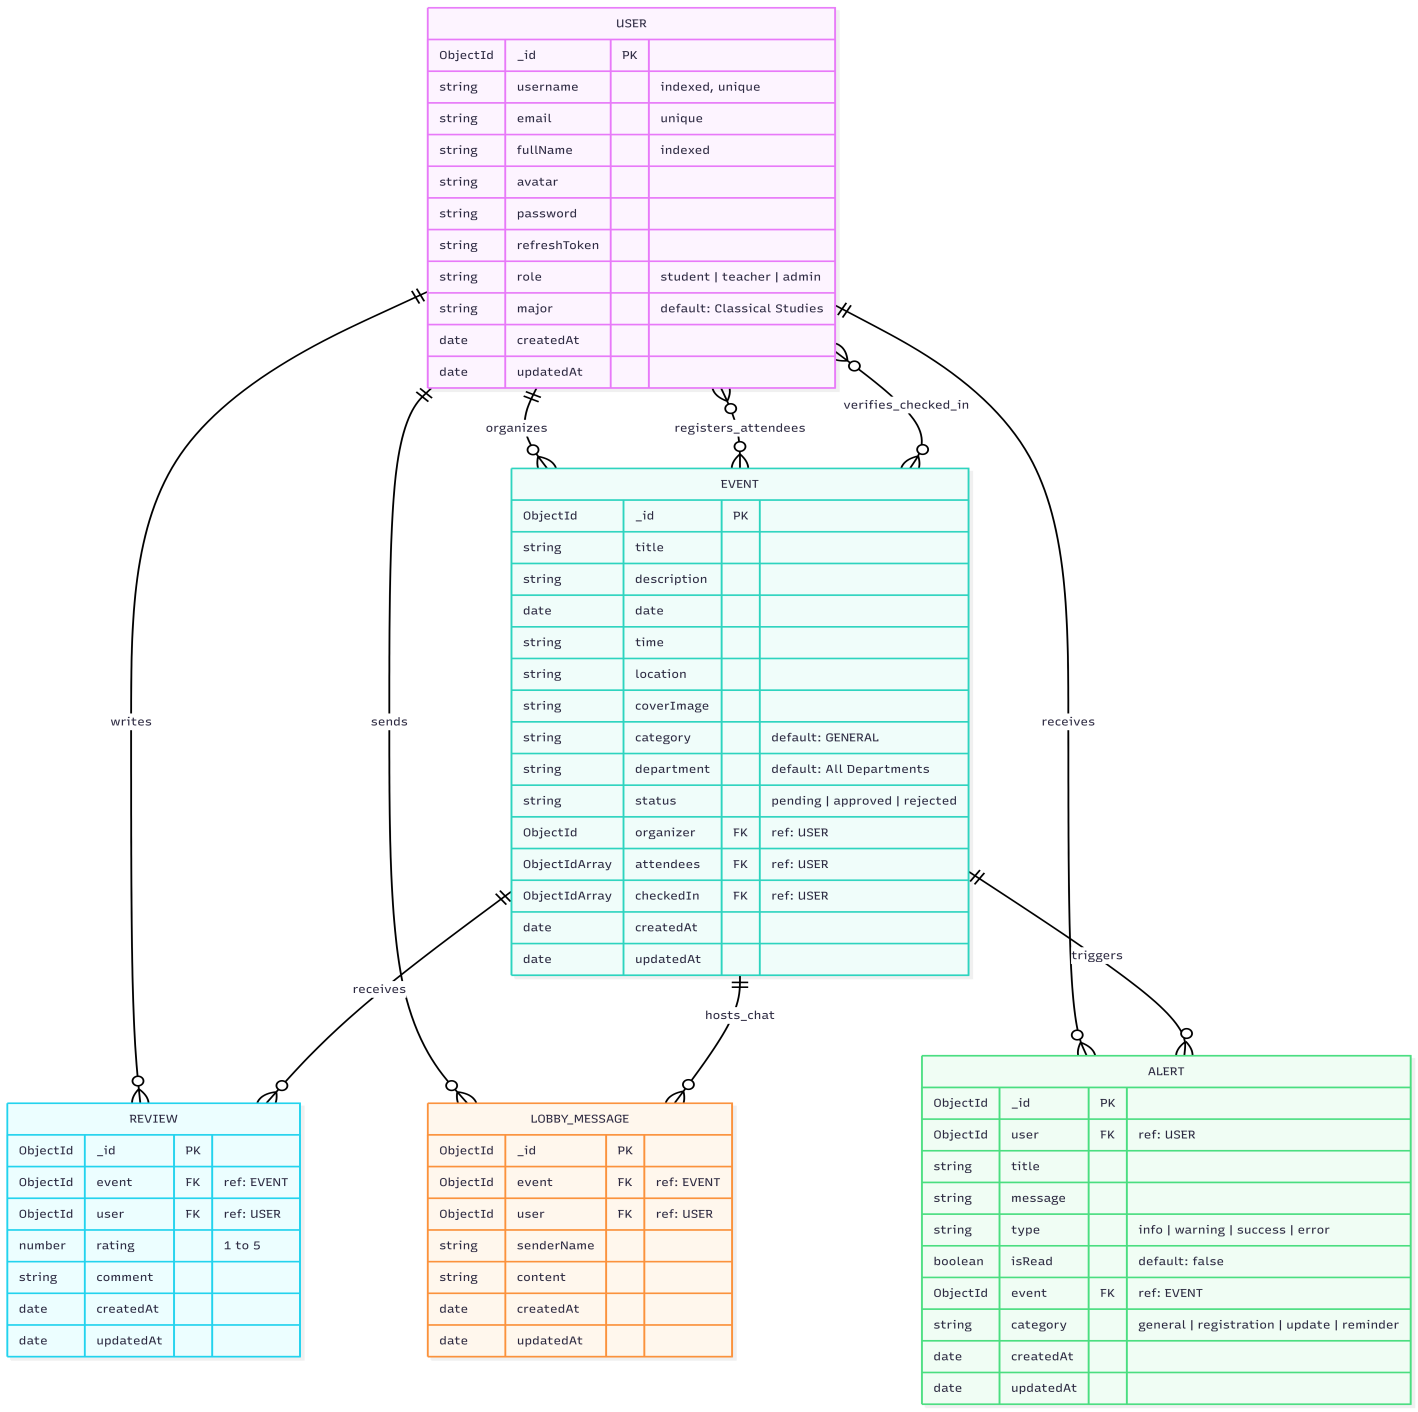 USER
ObjectId _id PK
string username indexed, unique
string email unique
string fullName indexed
string avatar
string password
string refreshToken
string role student | teacher | admin
string major default: Classical Studies
date createdAt
date updatedAt
verifies_checked_in
organizes
registers_attendees
EVENT
ObjectId _id PK
string title
string description
date date
string time
string location
string coverImage
string category default: GENERAL
string department default: All Departments
string status pending | approved | rejected
ObjectId organizer FK ref: USER
ObjectIdArray attendees FK ref: USER
ObjectIdArray checkedIn FK ref: USER
date createdAt
date updatedAt
writes
sends
receives
triggers
receives
hosts_chat
REVIEW
ObjectId _id PK
ObjectId event FK ref: EVENT
ObjectId user FK ref: USER
number rating 1 to 5
string comment
date createdAt
date updatedAt
LOBBY_MESSAGE
ObjectId _id PK
ObjectId event FK ref: EVENT
ObjectId user FK ref: USER
string senderName
string content
date createdAt
date updatedAt
ALERT
ObjectId _id PK
ObjectId user FK ref: USER
string title
string message
string type info | warning | success | error
boolean isRead default: false
ObjectId event FK ref: EVENT
string category general | registration | update | reminder
date createdAt
date updatedAt